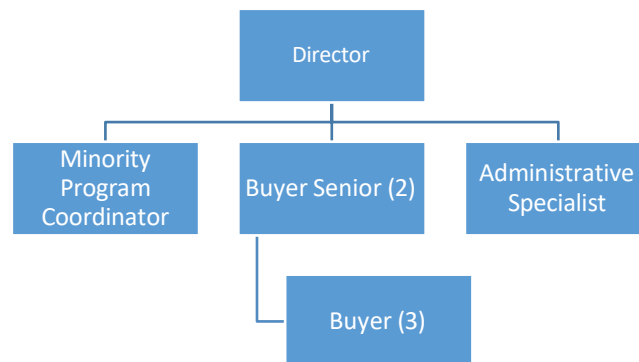 Director
Minority
Program
Coordinator
Buyer Senior (2)
Administrative
Specialist
Buyer (3)